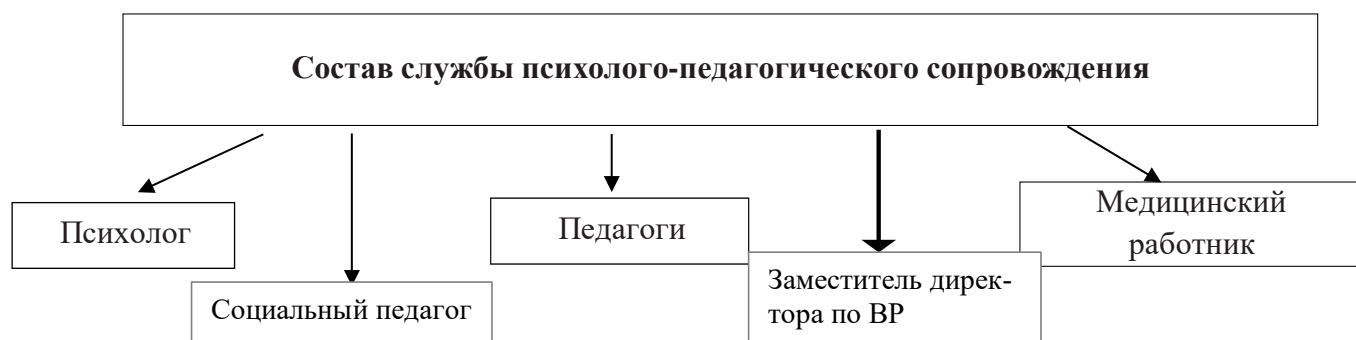 Состав службы психолого-педагогического сопровождения
Психолог
Социальный педагог
Педагоги
Заместитель дирек-
тора по ВР
Медицинский
работник